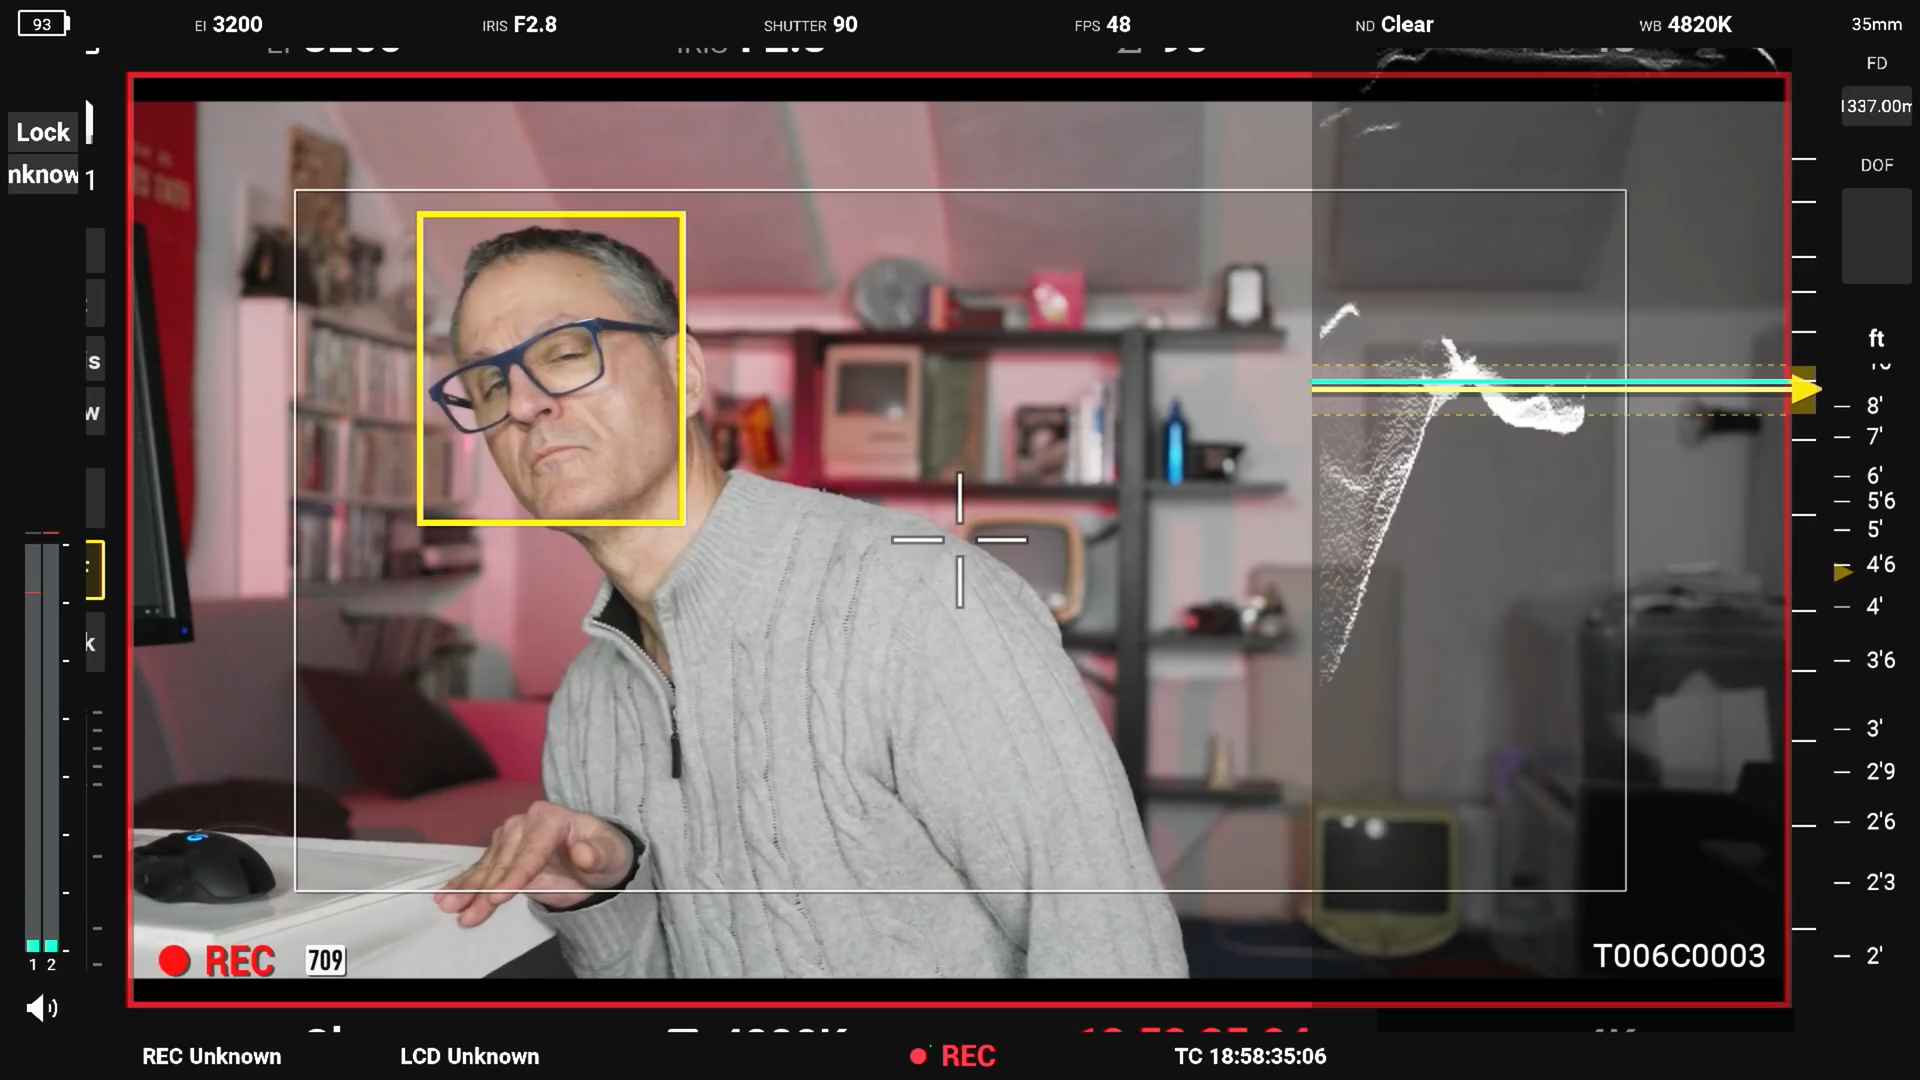 93
EI 3200
IRIS F2.8
SHUTTER 90
FPS 48
ND Clear
WB 4820K
35mm
FD
1337.00m
DOF
Lock
nknow
1
s
w
k
ft
8'
7'
6'
5'6
5'
4'6
4'
3'6
3'
2'9
2'6
2'3
2'
1 2
REC
709
T006C0003
REC Unknown
LCD Unknown
REC
TC 18:58:35:06